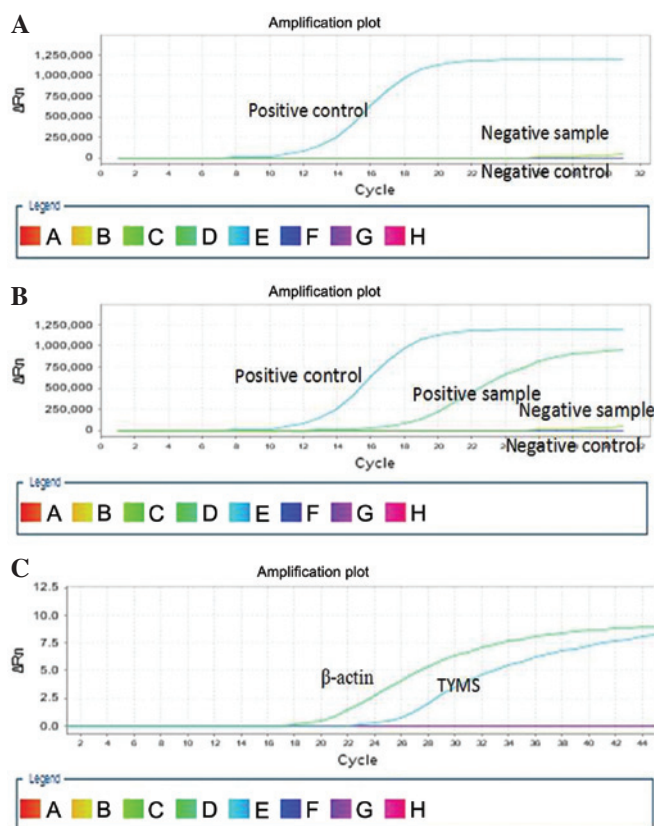 A
Amplification plot
1,250,000
1,000,000
750,000
500,000
250,000
0
ΔRn
Positive control
Negative sample
Negative control
0 2 4 6 8 10 12 14 16 18 20 22 24 26 28 30 32
Cycle
Legend
A B C D E F G H
B
Amplification plot
1,250,000
1,000,000
750,000
500,000
250,000
0
ΔRn
Positive control
Positive sample
Negative sample
Negative control
0 2 4 6 8 10 12 14 16 18 20 22 24 32
Cycle
Legend
A B C D E F G H
C
Amplification plot
12.5
10.0
7.5
5.0
2.5
0.0
ΔRn
β-actin
TYMS
2 4 6 8 10 12 14 16 18 20 22 24 26 28 30 32 34 36 38 40 42 44
Cycle
Legend
A B C D E F G H